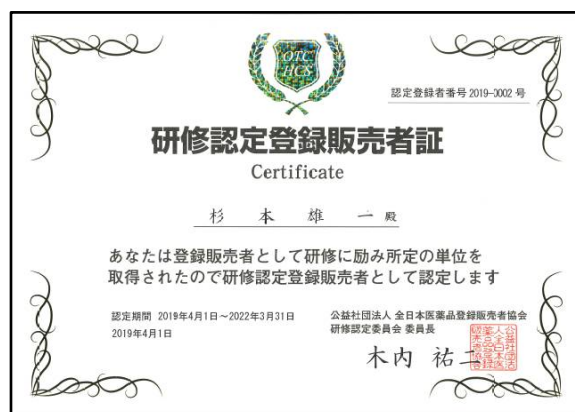 OTC
HCS
認定登録者番号 2019-0002 号
研修認定登録販売者証
Certificate
杉本雄一 殿
あなたは登録販売者として研修に励み所定の単位を
取得されたので研修認定登録販売者として認定します
認定期間 2019年4月1日～2022年3月31日
2019年4月1日
公益社団法人 全日本医薬品登録販売者協会
研修認定委員会 委員長
木内 祐二